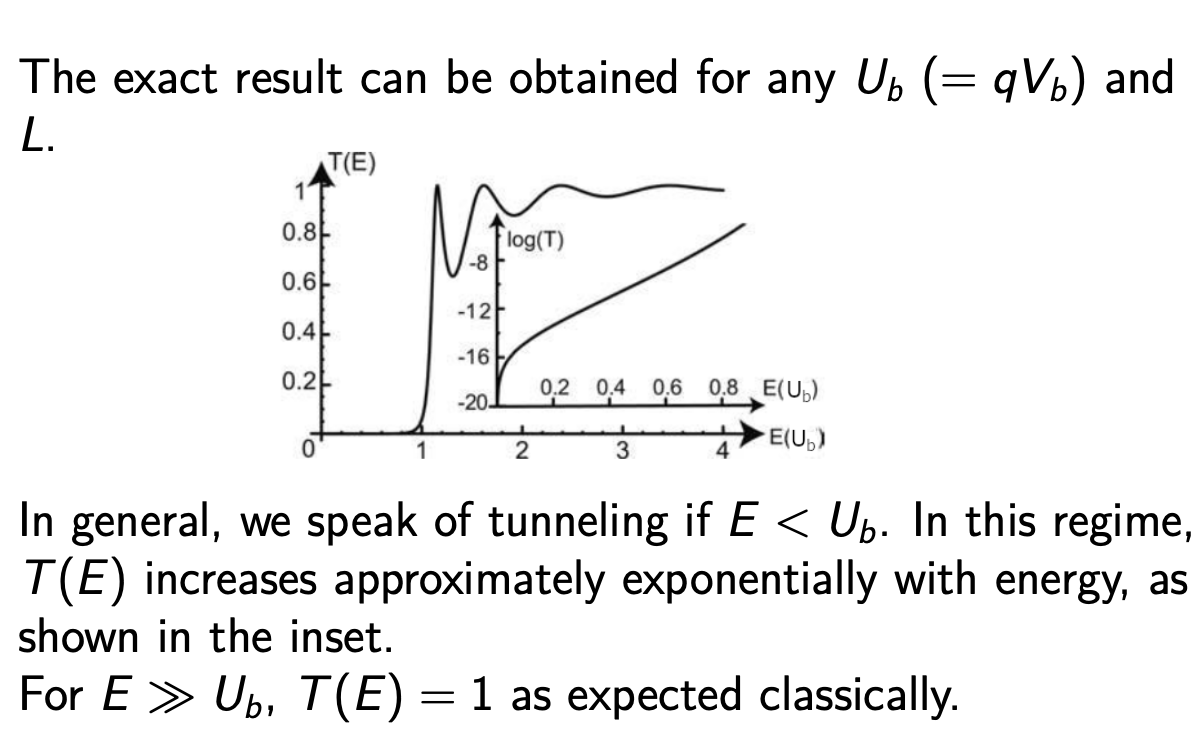 The exact result can be obtained for any U_b (= qV_b) and
L.
T(E)
1
0.8
0.6
0.4
0.2
0
1
2
3
4
E(U_b)
log(T)
-8
-12
-16
-20
0.2
0.4
0.6
0.8
E(U_b)
In general, we speak of tunneling if E < U_b. In this regime,
T(E) increases approximately exponentially with energy, as
shown in the inset.
For E ≫ U_b, T(E) = 1 as expected classically.